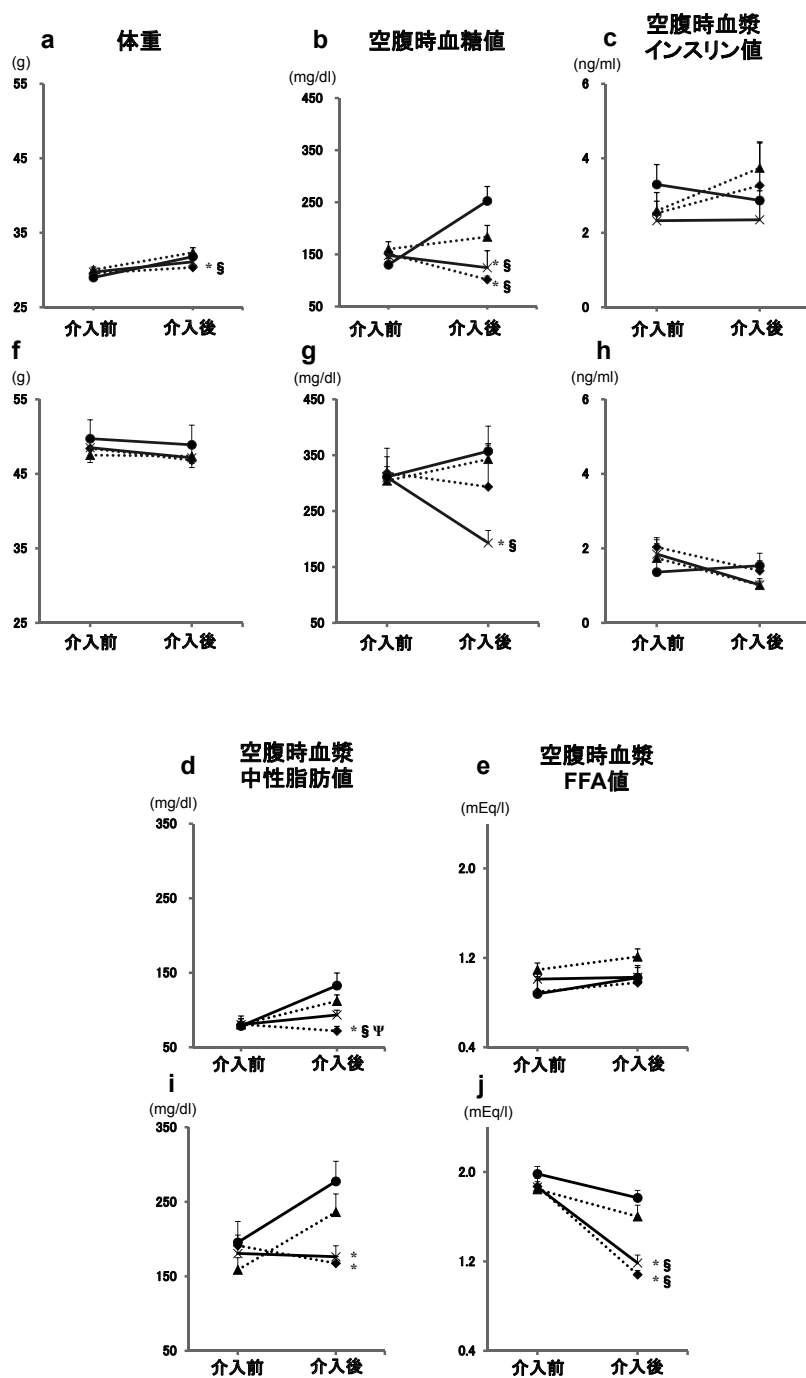 a 体重
(g)
55
45
35
25
* §
介入前 介入後
b 空腹時血糖値
(mg/dl)
450
350
250
150
50
* §
* §
介入前 介入後
c 空腹時血漿
インスリン値
(ng/ml)
6
4
2
0
介入前 介入後
f
(g)
55
45
35
25
介入前 介入後
g
(mg/dl)
450
350
250
150
50
* §
介入前 介入後
h
(ng/ml)
6
4
2
0
介入前 介入後
d 空腹時血漿
中性脂肪値
(mg/dl)
350
250
150
50
* § Ψ
介入前 介入後
e 空腹時血漿
FFA値
(mEq/l)
2.0
1.2
0.4
介入前 介入後
i
(mg/dl)
350
250
150
50
*
*
介入前 介入後
j
(mEq/l)
2.0
1.2
0.4
* §
* §
介入前 介入後